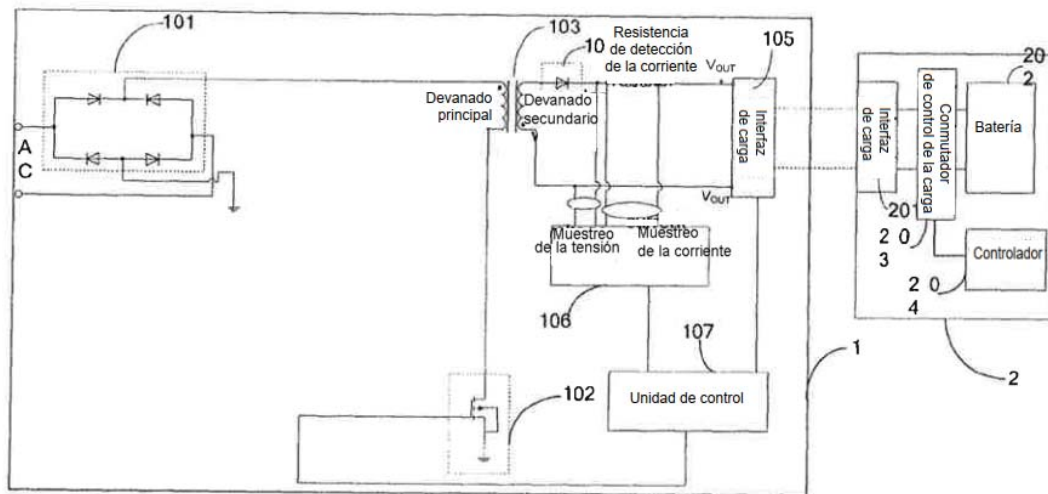 101
103
10
Resistencia
de detección
de la corriente
105
V_OUT
20
2
Devanado
principal
Devanado
secundario
Interfaz
de carga
Interfaz
de carga
Conmutador
de control de la carga
Batería
A
C
V_OUT
20
1
2 0
3
Muestreo
de la tensión
Muestreo
de la corriente
Controlador
2 0
4
106
107
1
2
102
Unidad de control